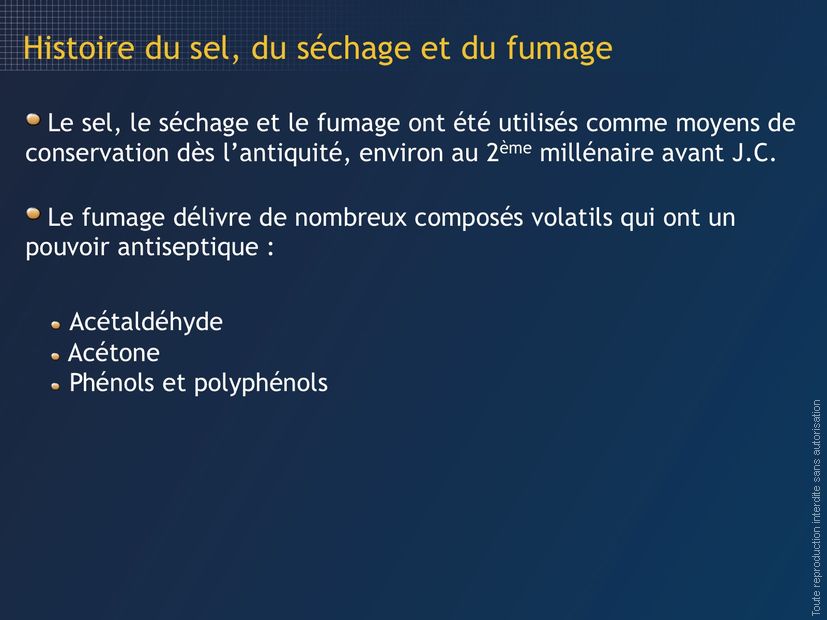 Histoire du sel, du séchage et du fumage
Le sel, le séchage et le fumage ont été utilisés comme moyens de
conservation dès l’antiquité, environ au 2ème millénaire avant J.C.
Le fumage délivre de nombreux composés volatils qui ont un
pouvoir antiseptique :
Acétaldéhyde
Acétone
Phénols et polyphénols
Toute reproduction interdite sans autorisation